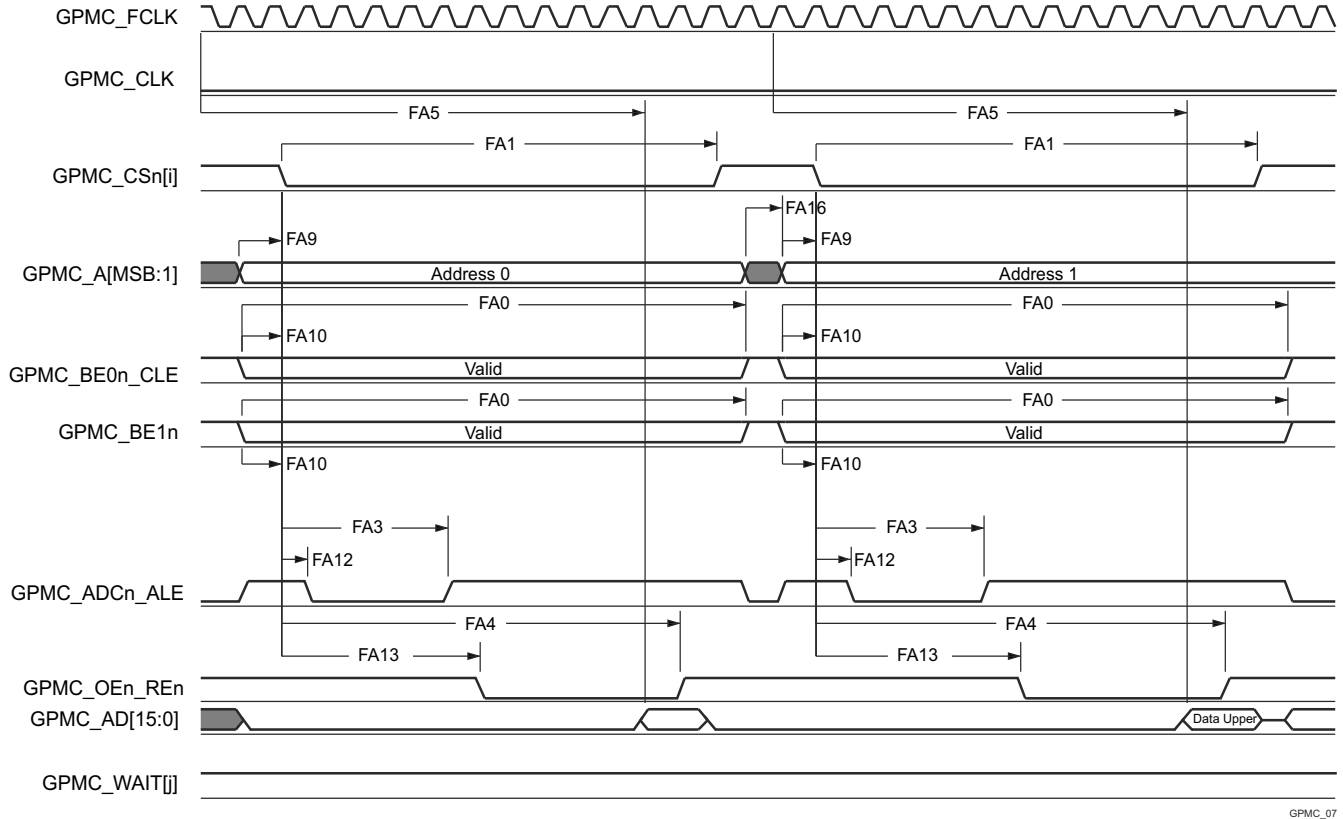 GPMC_FCLK
GPMC_CLK
FA5 FA5
FA1 FA1
GPMC_CSn[i]
FA16
FA9 FA9
GPMC_A[MSB:1] Address 0 Address 1
FA0 FA0
FA10 FA10
GPMC_BE0n_CLE Valid Valid
FA0 FA0
GPMC_BE1n Valid Valid
FA10 FA10
FA3 FA3
FA12 FA12
GPMC_ADCn_ALE
FA4 FA4
FA13 FA13
GPMC_OEn_REn
GPMC_AD[15:0] Data Upper
GPMC_WAIT[j]
GPMC_07